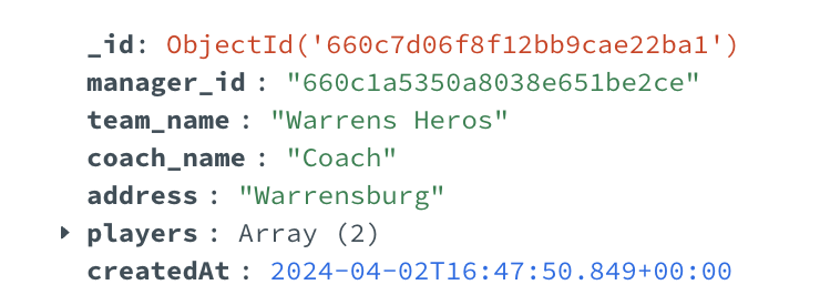 _id: ObjectId('660c7d06f8f12bb9cae22ba1')
manager_id : "660c1a5350a8038e651be2ce"
team_name : "Warrens Heros"
coach_name : "Coach"
address : "Warrensburg"
players : Array (2)
createdAt : 2024-04-02T16:47:50.849+00:00